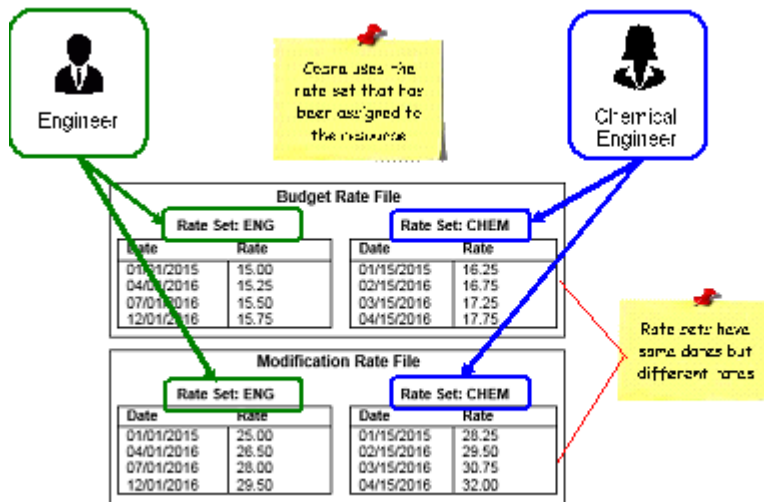 Engineer
Cobra uses the
rate set that has
been assigned to
the resource
Chemical
Engineer
Budget Rate File
Rate Set: ENG
Rate Set: CHEM
Date Rate
01/01/2015 15.00
04/01/2016 15.25
07/01/2016 15.50
12/01/2016 15.75
Date Rate
01/15/2015 16.25
02/15/2016 16.75
03/15/2016 17.25
04/15/2016 17.75
Rate sets have
same dates but
different rates
Modification Rate File
Rate Set: ENG
Rate Set: CHEM
Date Rate
01/01/2015 25.00
04/01/2016 26.50
07/01/2016 28.00
12/01/2016 29.50
Date Rate
01/15/2015 28.25
02/15/2016 29.50
03/15/2016 30.75
04/15/2016 32.00